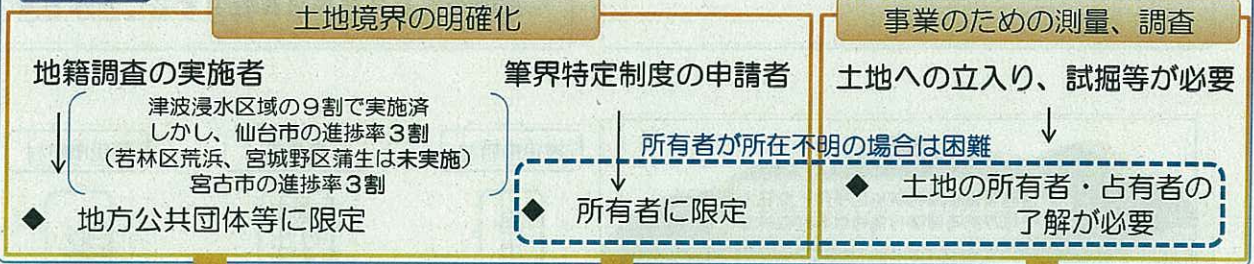 土地境界の明確化
地籍調査の実施者
津波浸水区域の9割で実施済
しかし、仙台市の進捗率3割
(若林区荒浜、宮城野区蒲生は未実施)
宮古市の進捗率3割
◆ 地方公共団体等に限定
筆界特定制度の申請者
◆ 所有者に限定
事業のための測量、調査
土地への立入り、試掘等が必要
所有者が所在不明の場合は困難
◆ 土地の所有者・占有者の
了解が必要